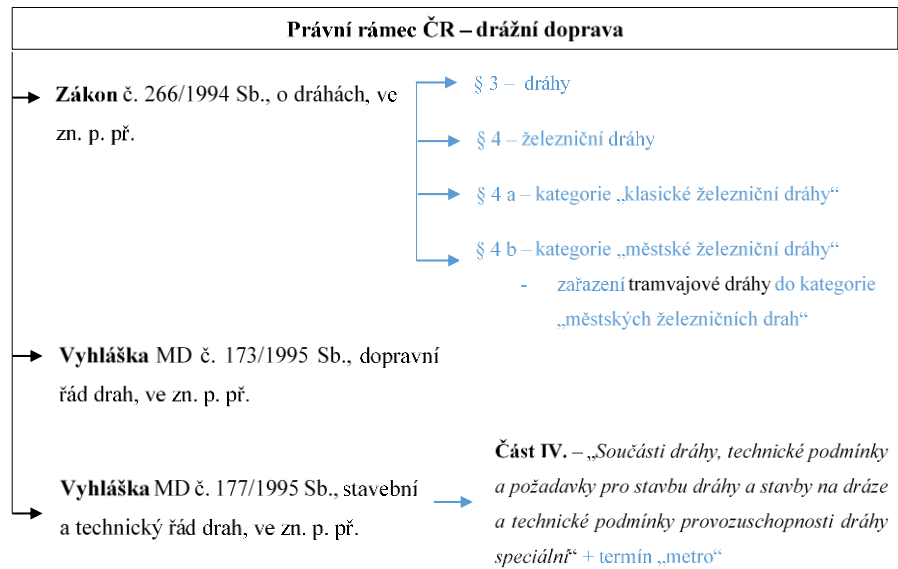 Právní rámec ČR – drážní doprava
Zákon č. 266/1994 Sb., o dráhách, ve
zn. p. př.
§ 3 – dráhy
§ 4 – železniční dráhy
§ 4 a – kategorie „klasické železniční dráhy“
§ 4 b – kategorie „městské železniční dráhy“
- zařazení tramvajové dráhy do kategorie
„městských železničních drah“
Vyhláška MD č. 173/1995 Sb., dopravní
řád drah, ve zn. p. př.
Vyhláška MD č. 177/1995 Sb., stavební
a technický řád drah, ve zn. p. př.
Část IV. – „Součásti dráhy, technické podmínky
a požadavky pro stavbu dráhy a stavby na dráze
a technické podmínky provozuschopnosti dráhy
speciální“ + termín „metro“